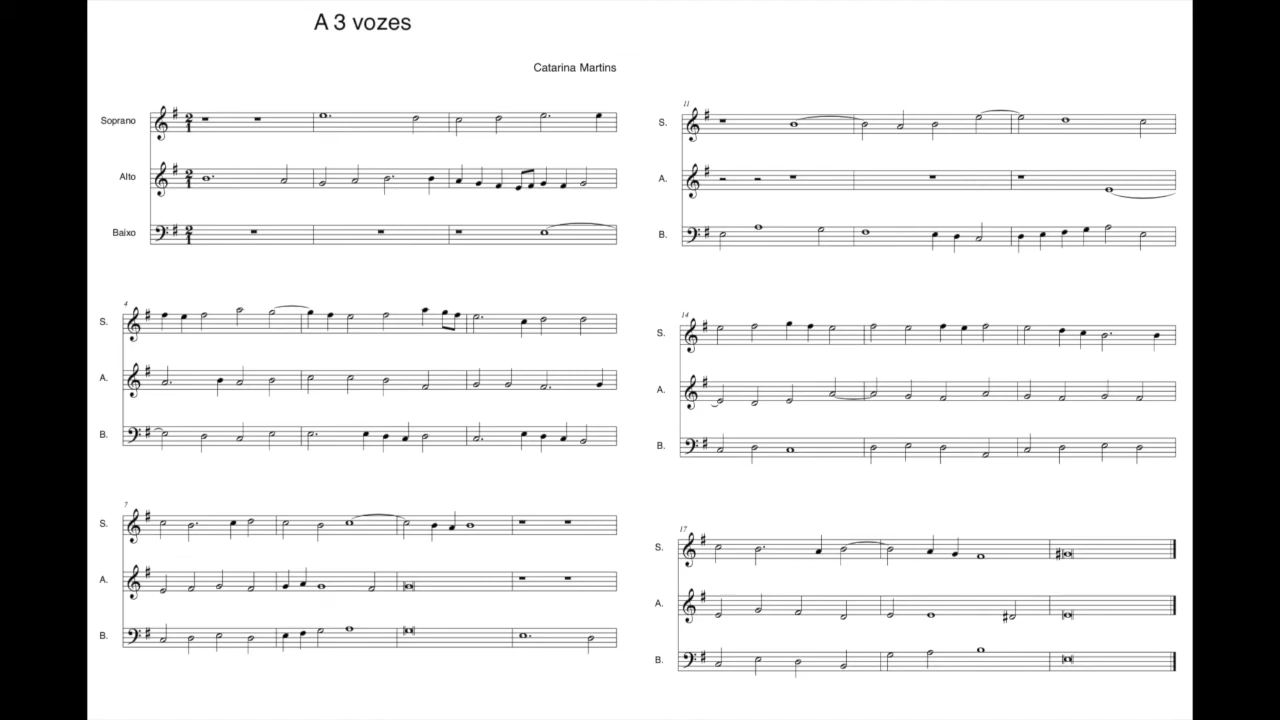 A 3 vozes
Catarina Martins
Soprano
Alto
Baixo
4
S.
A.
B.
7
S.
A.
B.
11
S.
A.
B.
14
S.
A.
B.
17
S.
A.
B.